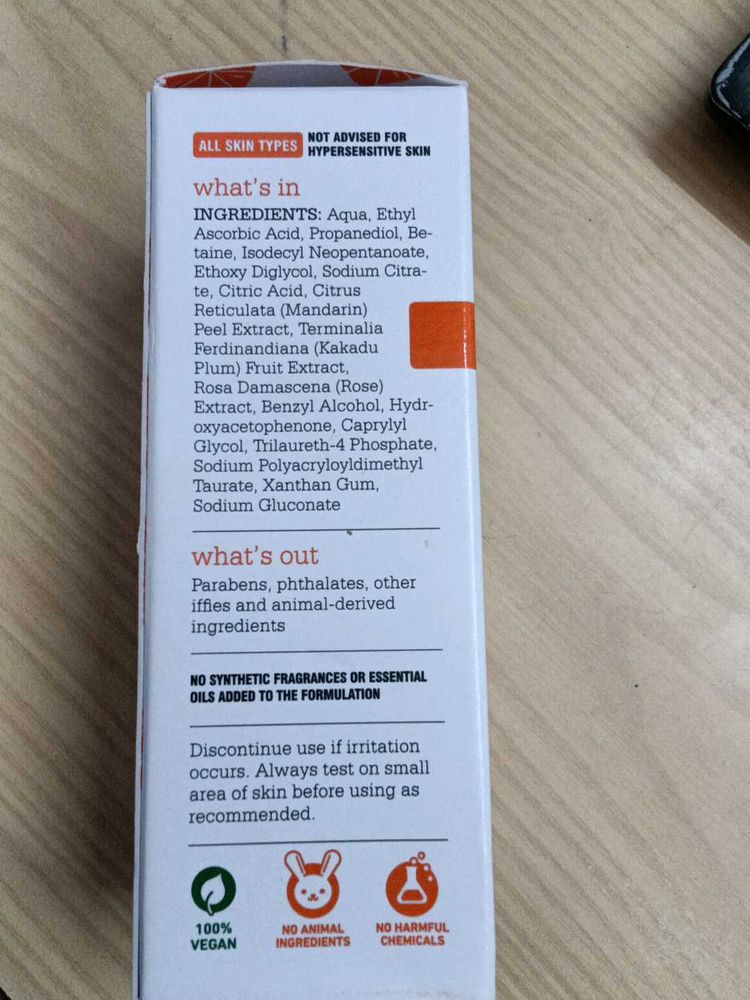 ALL SKIN TYPES NOT ADVISED FOR
HYPERSENSITIVE SKIN
what's in
INGREDIENTS: Aqua, Ethyl
Ascorbic Acid, Propanediol, Be-
taine, Isodecyl Neopentanoate,
Ethoxy Diglycol, Sodium Citra-
te, Citric Acid, Citrus
Reticulata (Mandarin)
Peel Extract, Terminalia
Ferdinandiana (Kakadu
Plum) Fruit Extract,
Rosa Damascena (Rose)
Extract, Benzyl Alcohol, Hydr-
oxyacetophenone, Caprylyl
Glycol, Trilaureth-4 Phosphate,
Sodium Polyacryloyldimethyl
Taurate, Xanthan Gum,
Sodium Gluconate
what's out
Parabens, phthalates, other
iffies and animal-derived
ingredients
NO SYNTHETIC FRAGRANCES OR ESSENTIAL
OILS ADDED TO THE FORMULATION
Discontinue use if irritation
occurs. Always test on small
area of skin before using as
recommended.
100%
VEGAN
NO ANIMAL
INGREDIENTS
NO HARMFUL
CHEMICALS